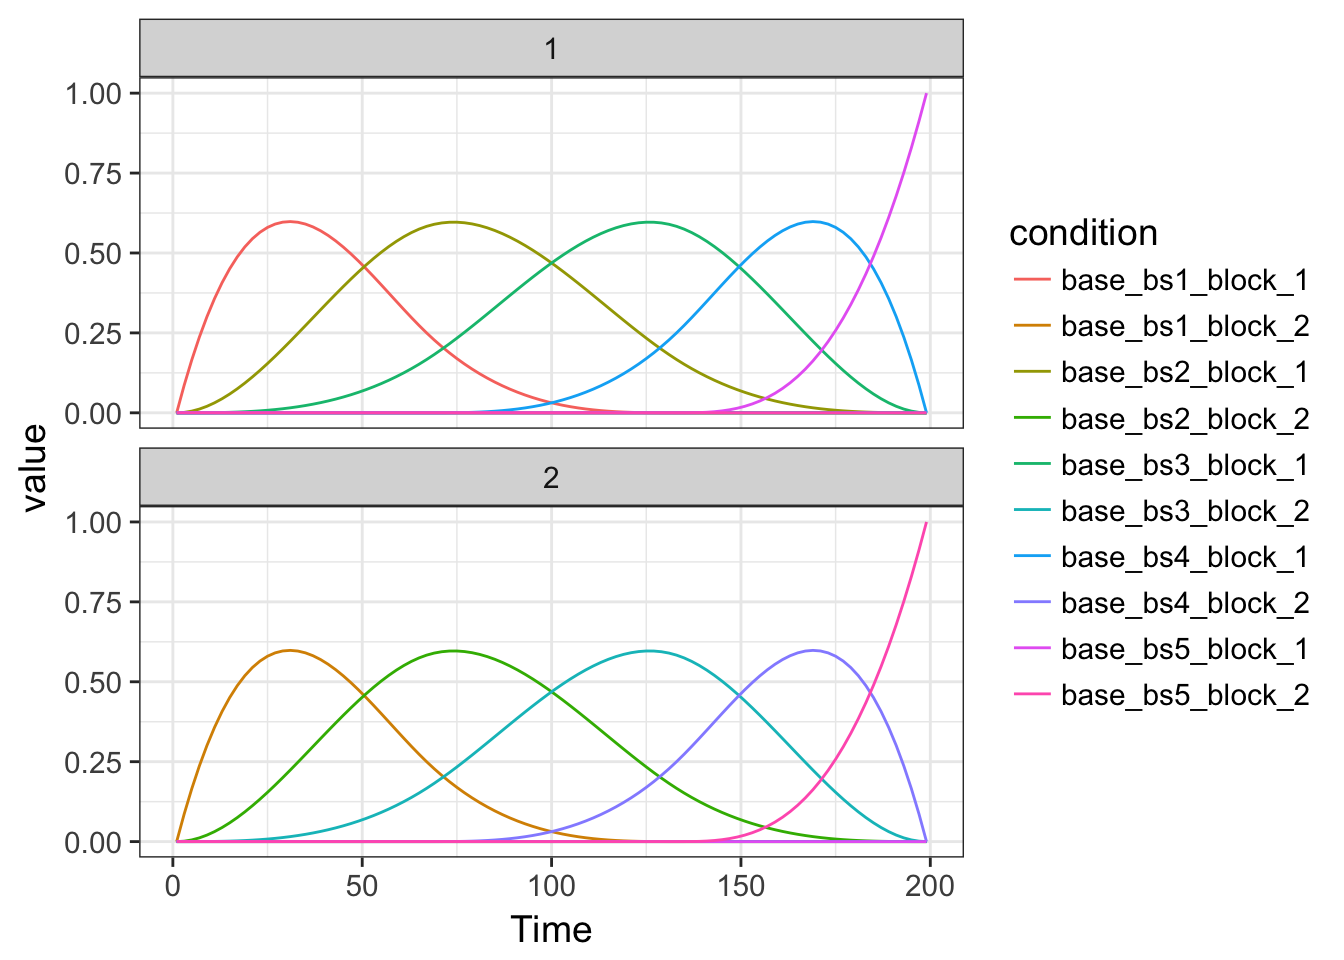 1
1.00
0.75
0.50
0.25
0.00
value
2
1.00
0.75
0.50
0.25
0.00
0 50 100 150 200
Time
condition
base_bs1_block_1
base_bs1_block_2
base_bs2_block_1
base_bs2_block_2
base_bs3_block_1
base_bs3_block_2
base_bs4_block_1
base_bs4_block_2
base_bs5_block_1
base_bs5_block_2